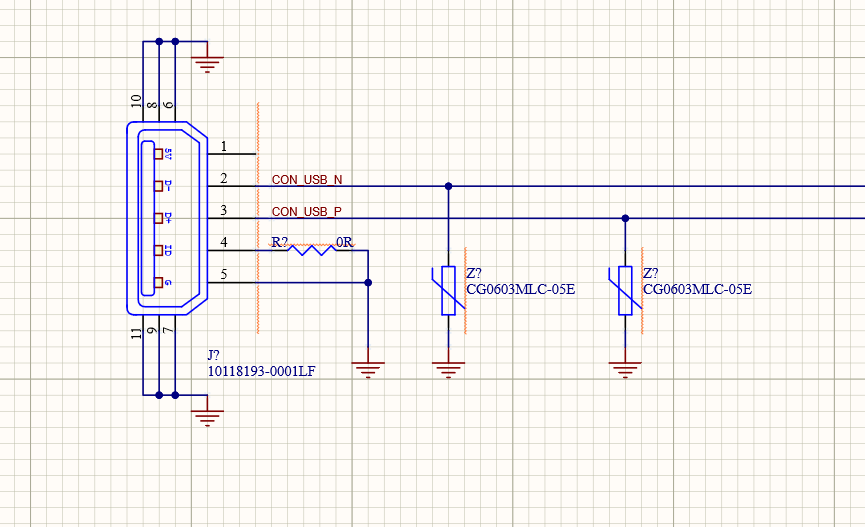 10
8
6
1
5V
2
CON_USB_N
D-
3
CON_USB_P
D+
4
R?
0R
ID
5
G
Z?
CG0603MLC-05E
Z?
CG0603MLC-05E
11
9
7
J?
10118193-0001LF